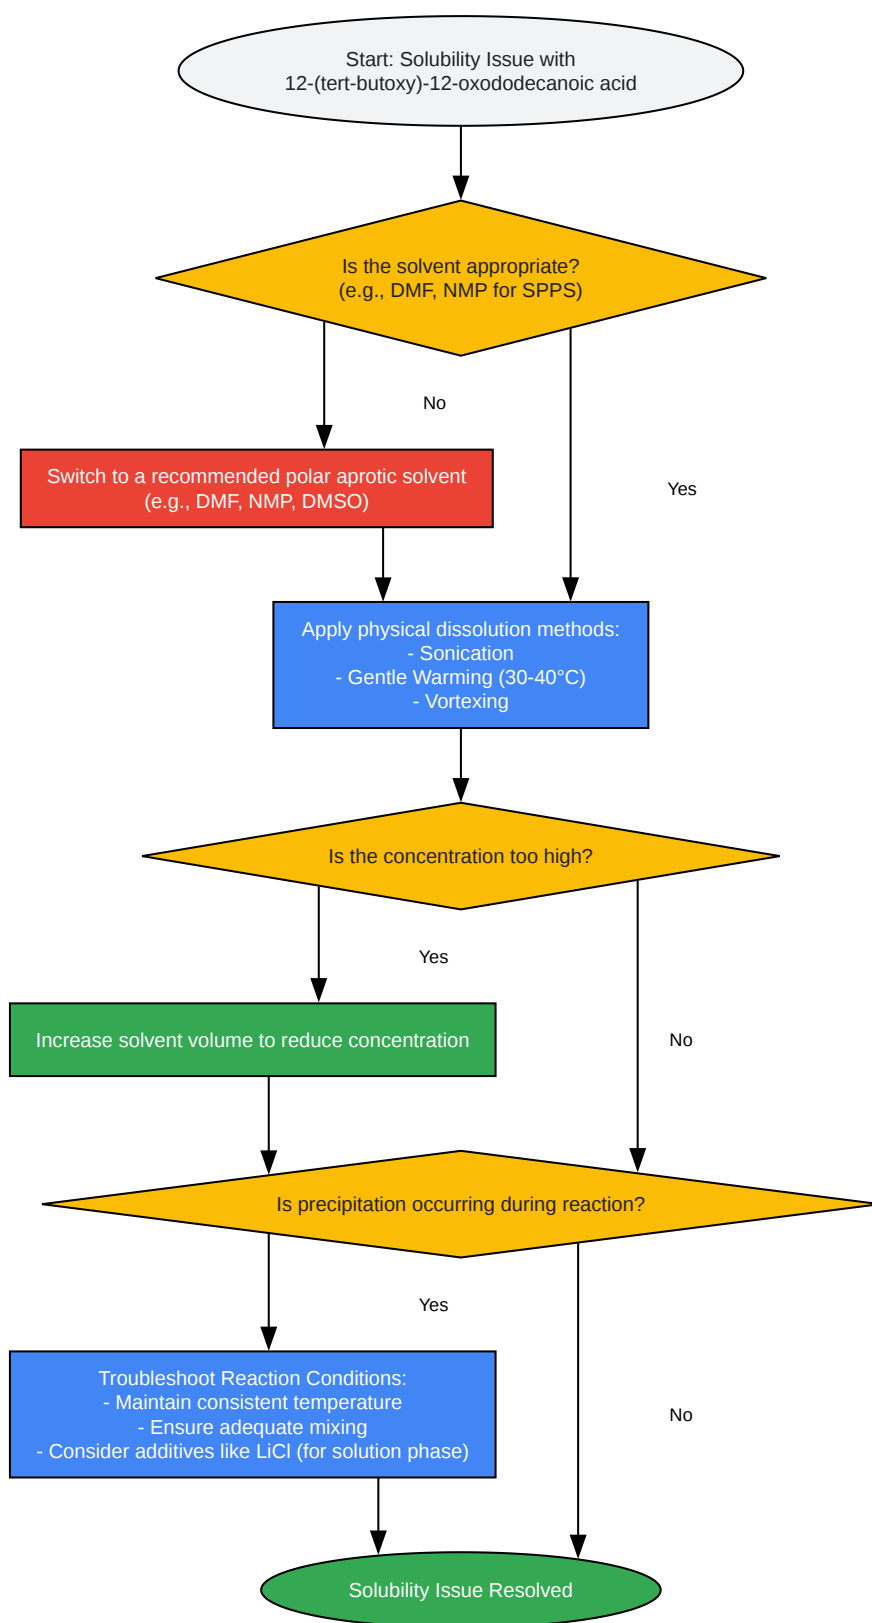 Start: Solubility Issue with
12-(tert-butoxy)-12-oxododecanoic acid
Is the solvent appropriate?
(e.g., DMF, NMP for SPPS)
No
Switch to a recommended polar aprotic solvent
(e.g., DMF, NMP, DMSO)
Yes
Apply physical dissolution methods:
- Sonication
- Gentle Warming (30-40°C)
- Vortexing
Is the concentration too high?
Yes
Increase solvent volume to reduce concentration
No
Is precipitation occurring during reaction?
Yes
Troubleshoot Reaction Conditions:
- Maintain consistent temperature
- Ensure adequate mixing
- Consider additives like LiCl (for solution phase)
No
Solubility Issue Resolved